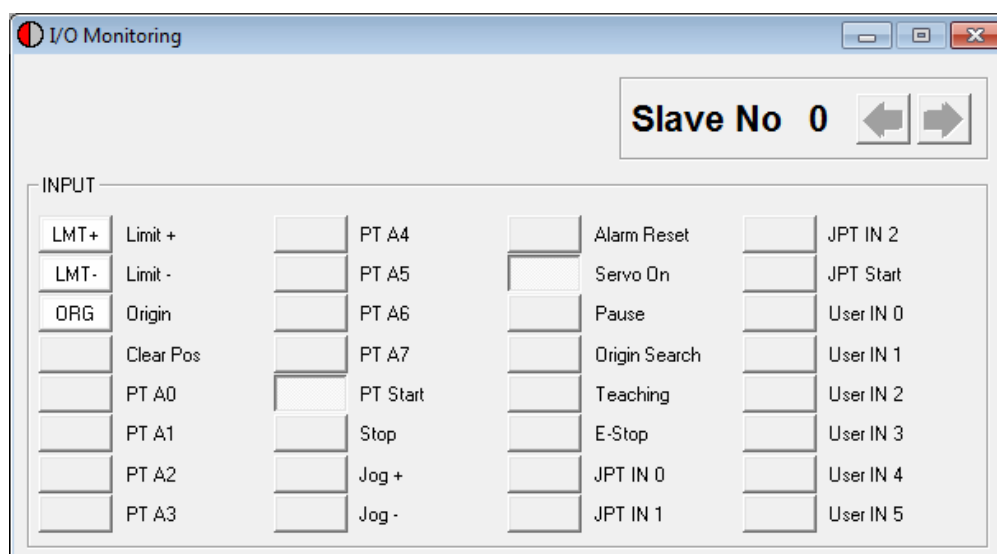 I/O Monitoring
Slave No 0
INPUT
LMT+ Limit + PT A4 Alarm Reset JPT IN 2
LMT- Limit - PT A5 Servo On JPT Start
ORG Origin PT A6 Pause User IN 0
Clear Pos PT A7 Origin Search User IN 1
PT A0 PT Start Teaching User IN 2
PT A1 Stop E-Stop User IN 3
PT A2 Jog + JPT IN 0 User IN 4
PT A3 Jog - JPT IN 1 User IN 5